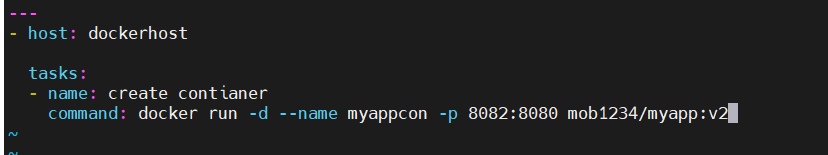 ---
- host: dockerhost
tasks:
- name: create contianer
command: docker run -d --name myappcon -p 8082:8080 mob1234/myapp:v2
~
~